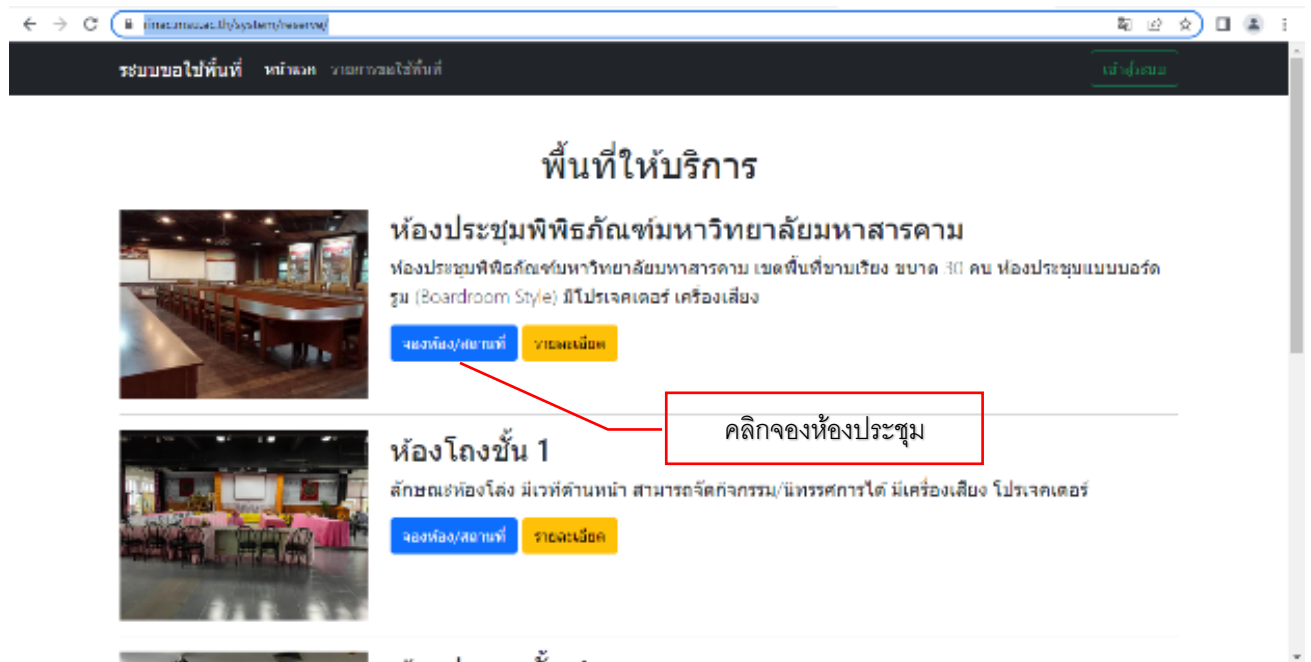 rinac.msu.ac.th/system/reserve/
ระบบขอใช้พื้นที่ หน้าแรก รายการขอใช้พื้นที่ เข้าสู่ระบบ
พื้นที่ให้บริการ
ห้องประชุมพิพิธภัณฑ์มหาวิทยาลัยมหาสารคาม
ห้องประชุมพิพิธภัณฑ์มหาวิทยาลัยมหาสารคาม เขตพื้นที่ขามเรียง ขนาด 30 คน ห้องประชุมแบบบอร์ด
รูม (Boardroom Style) มีโปรเจคเตอร์ เครื่องเสียง
จองห้อง/สถานที่ รายละเอียด
คลิกจองห้องประชุม
ห้องโถงชั้น 1
ลักษณะห้องโล่ง มีเวทีด้านหน้า สามารถจัดกิจกรรม/นิทรรศการได้ มีเครื่องเสียง โปรเจคเตอร์
จองห้อง/สถานที่ รายละเอียด